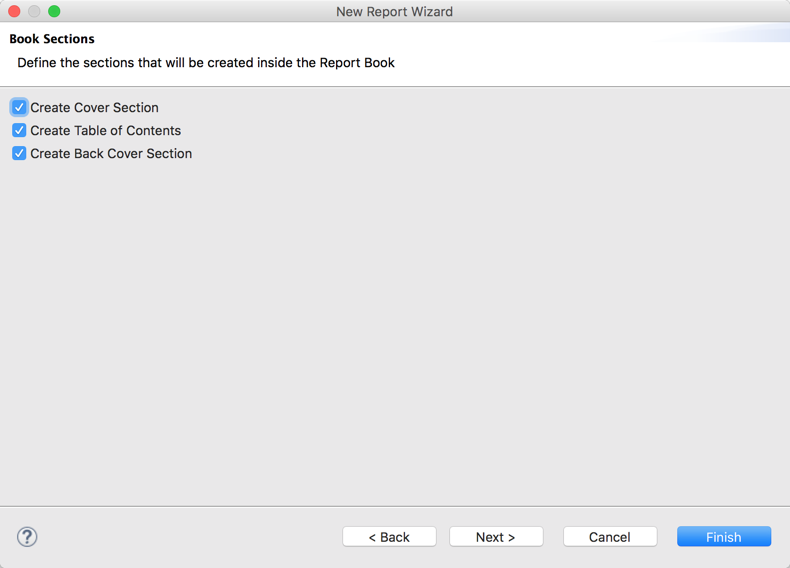 New Report Wizard
Book Sections
Define the sections that will be created inside the Report Book
Create Cover Section
Create Table of Contents
Create Back Cover Section
?
< Back
Next >
Cancel
Finish